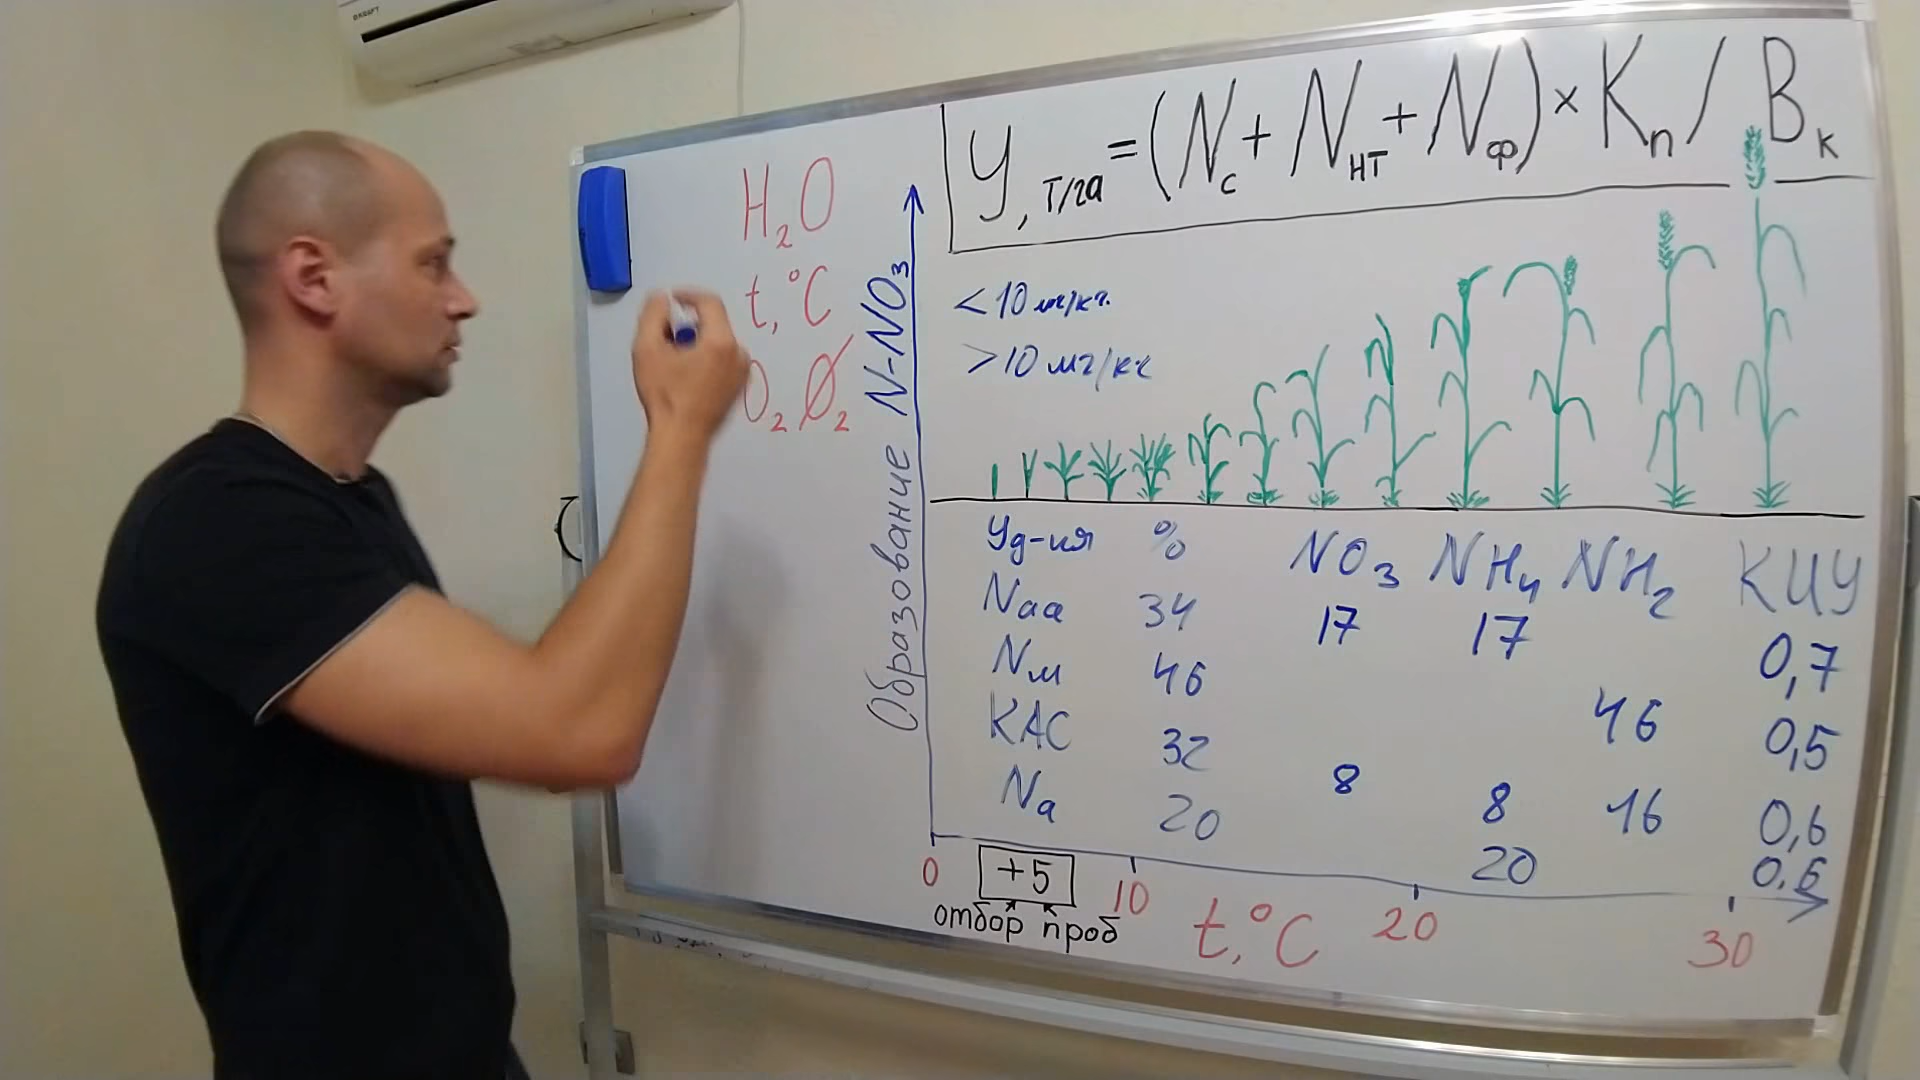 У, т/га = (Nс + Nнт + Nф) × Kп / Вк
H₂O
t, °C
O₂ Ø₂
Образование N-NO₃
< 10 мг/кг.
> 10 мг/кг
Уд-ия % NO₃ NH₄ NH₂ КИУ
Nаа 34 17 17 0,7
Nм 46 46 0,5
КАС 32 8 8 16 0,6
Nа 20 20 0.6
0 +5 10 20 30
отбор проб
t, °C